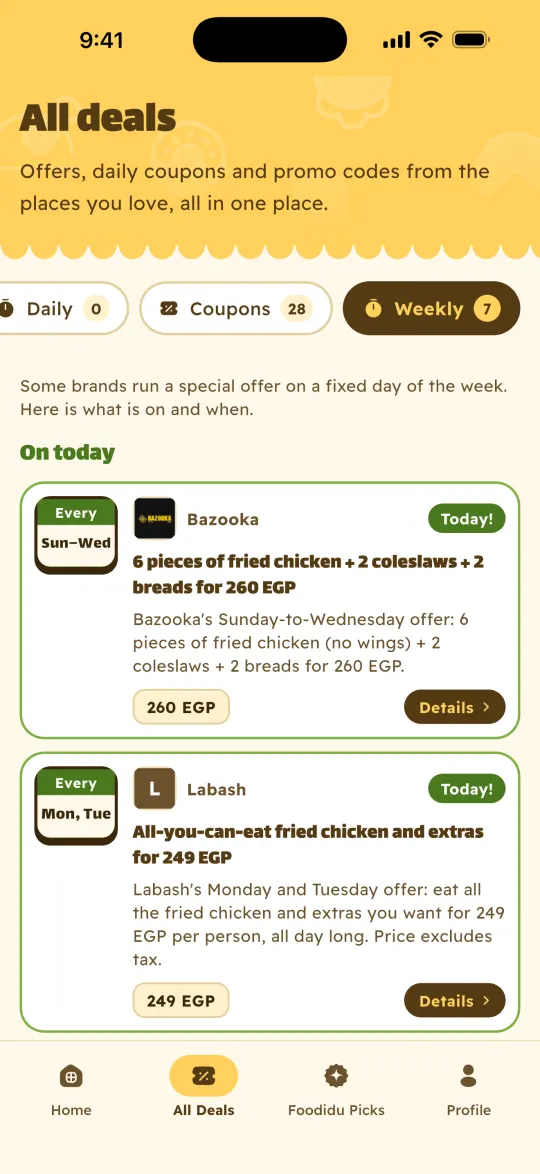 9:41
All deals
Offers, daily coupons and promo codes from the
places you love, all in one place.
Daily 0
Coupons 28
Weekly 7
Some brands run a special offer on a fixed day of the week.
Here is what is on and when.
On today
Every
Sun–Wed
BAZOOKA
Bazooka
Today!
6 pieces of fried chicken + 2 coleslaws + 2
breads for 260 EGP
Bazooka's Sunday-to-Wednesday offer: 6
pieces of fried chicken (no wings) + 2
coleslaws + 2 breads for 260 EGP.
260 EGP
Details
Every
Mon, Tue
L
Labash
Today!
All-you-can-eat fried chicken and extras
for 249 EGP
Labash's Monday and Tuesday offer: eat all
the fried chicken and extras you want for 249
EGP per person, all day long. Price excludes
tax.
249 EGP
Details
Home
All Deals
Foodidu Picks
Profile